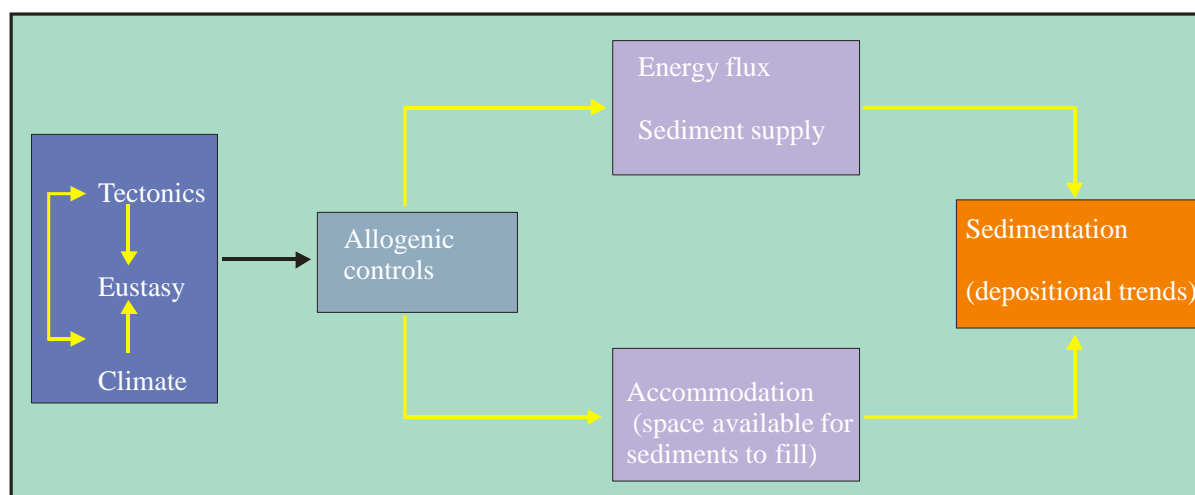 Tectonics
Eustasy
Climate
Allogenic
controls
Energy flux
Sediment supply
Accommodation
(space available for
sediments to fill)
Sedimentation
(depositional trends)